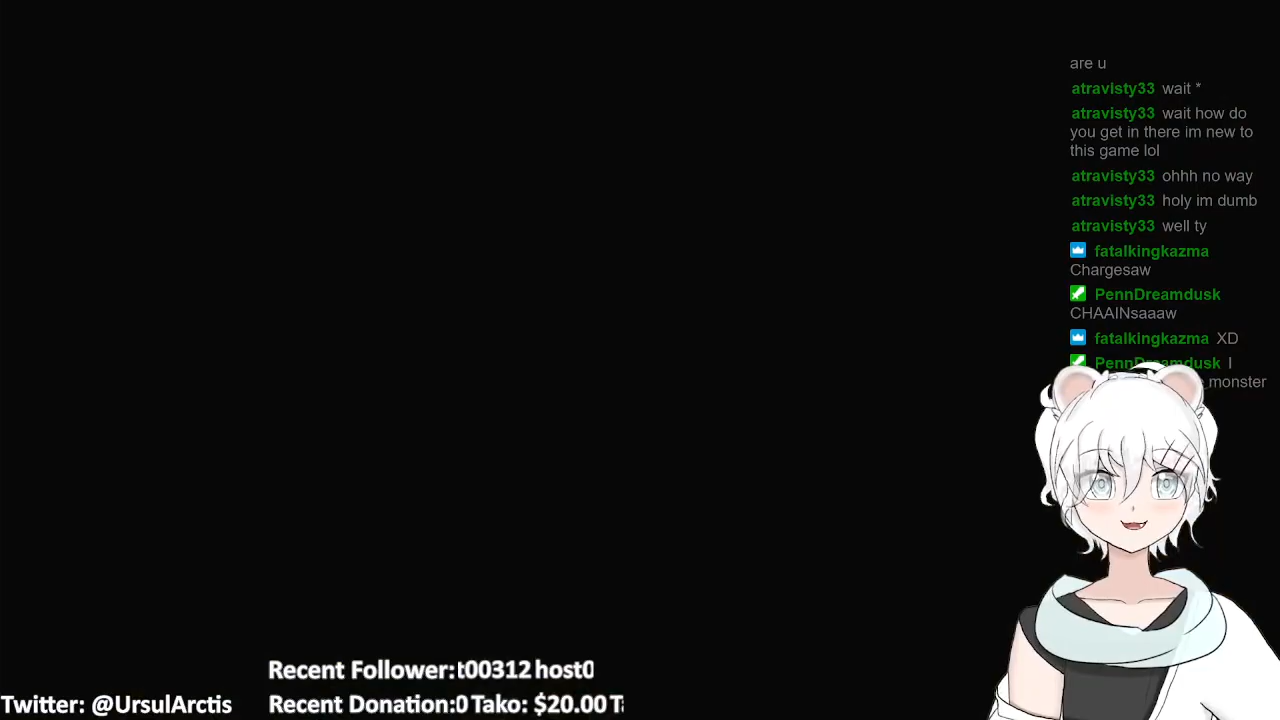 are u
atravisty33 wait *
atravisty33 wait how do
you get in there im new to
this game lol
atravisty33 ohhh no way
atravisty33 holy im dumb
atravisty33 well ty
fatalkingkazma
Chargesaw
PennDreamdusk
CHAAINsaaaw
fatalkingkazma XD
PennDreamdusk I
monster
Recent Follower:t00312 host0
Twitter: @UrsulArctis
Recent Donation:0 Tako: $20.00 T